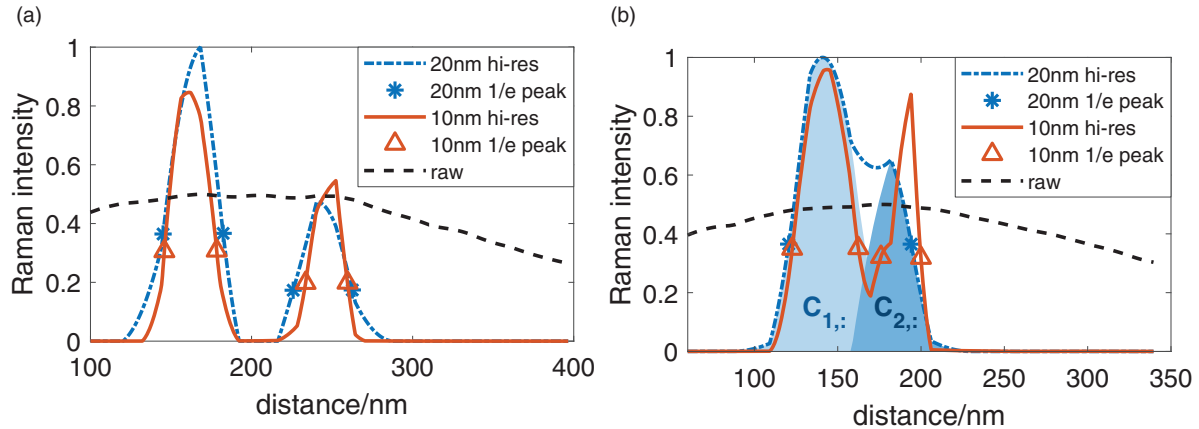 (a)
Raman intensity
1
0.8
0.6
0.4
0.2
0
100
200
300
400
distance/nm
20nm hi-res
20nm 1/e peak
10nm hi-res
10nm 1/e peak
raw
(b)
Raman intensity
1
0.8
0.6
0.4
0.2
0
100
150
200
250
300
350
distance/nm
20nm hi-res
20nm 1/e peak
10nm hi-res
10nm 1/e peak
raw
C1,:
C2,: